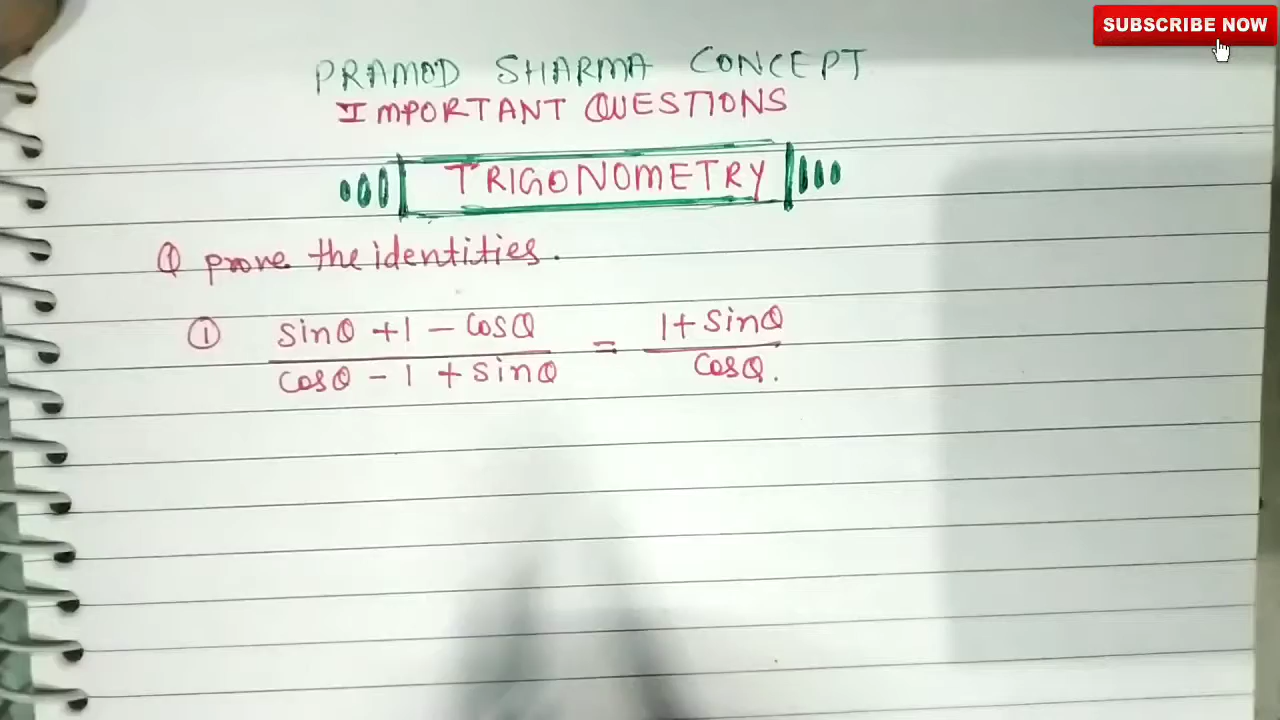 SUBSCRIBE NOW
PRAMOD SHARMA CONCEPT
IMPORTANT QUESTIONS
TRIGONOMETRY
Q prove the identities.
① sinθ + 1 - cosθ / cosθ - 1 + sinθ = 1 + sinθ / cosθ.